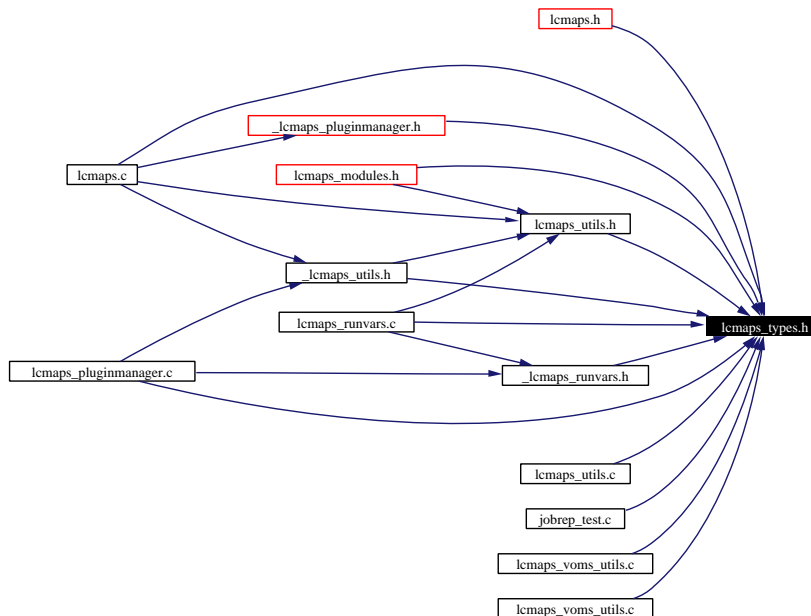 lcmaps.h
_lcmaps_pluginmanager.h
lcmaps.c
lcmaps_modules.h
lcmaps_utils.h
_lcmaps_utils.h
lcmaps_runvars.c
lcmaps_types.h
lcmaps_pluginmanager.c
_lcmaps_runvars.h
lcmaps_utils.c
jobrep_test.c
lcmaps_voms_utils.c
lcmaps_voms_utils.c